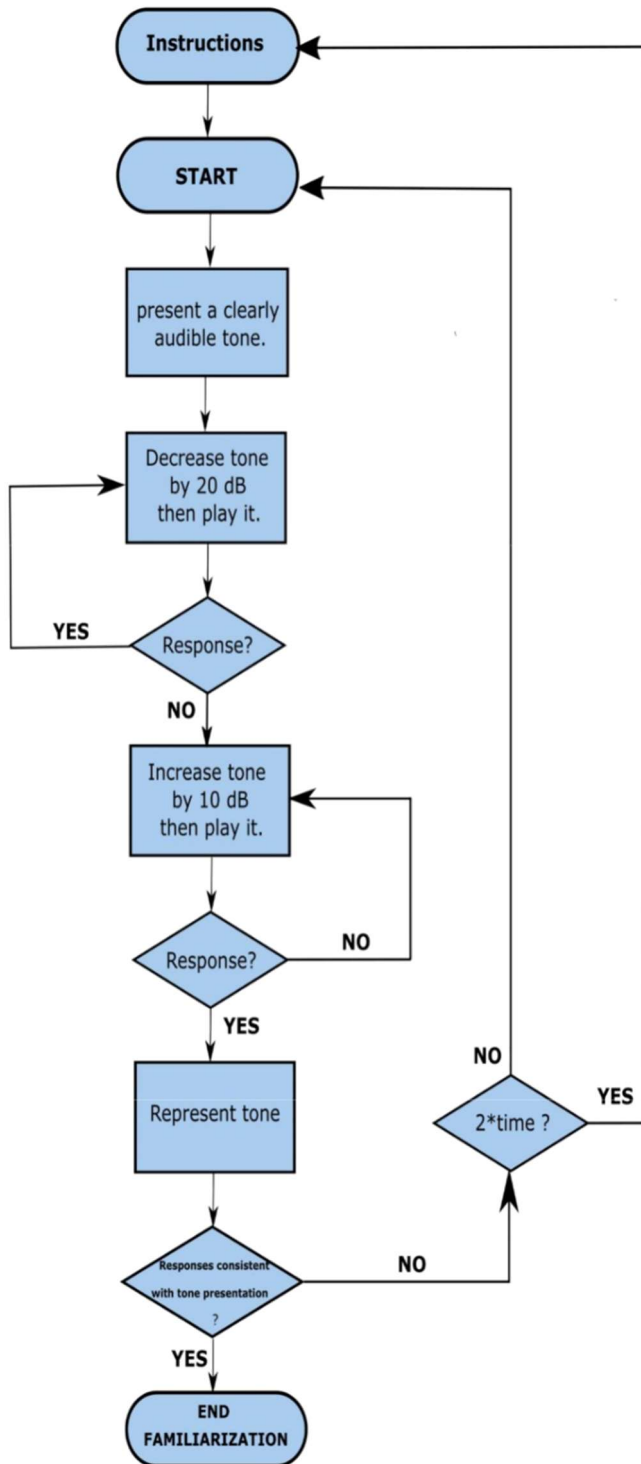 Instructions
START
present a clearly
audible tone.
Decrease tone
by 20 dB
then play it.
YES
Response?
NO
Increase tone
by 10 dB
then play it.
Response?
NO
YES
Represent tone
NO
2*time ?
YES
Responses consistent
with tone presentation
?
NO
YES
END
FAMILIARIZATION